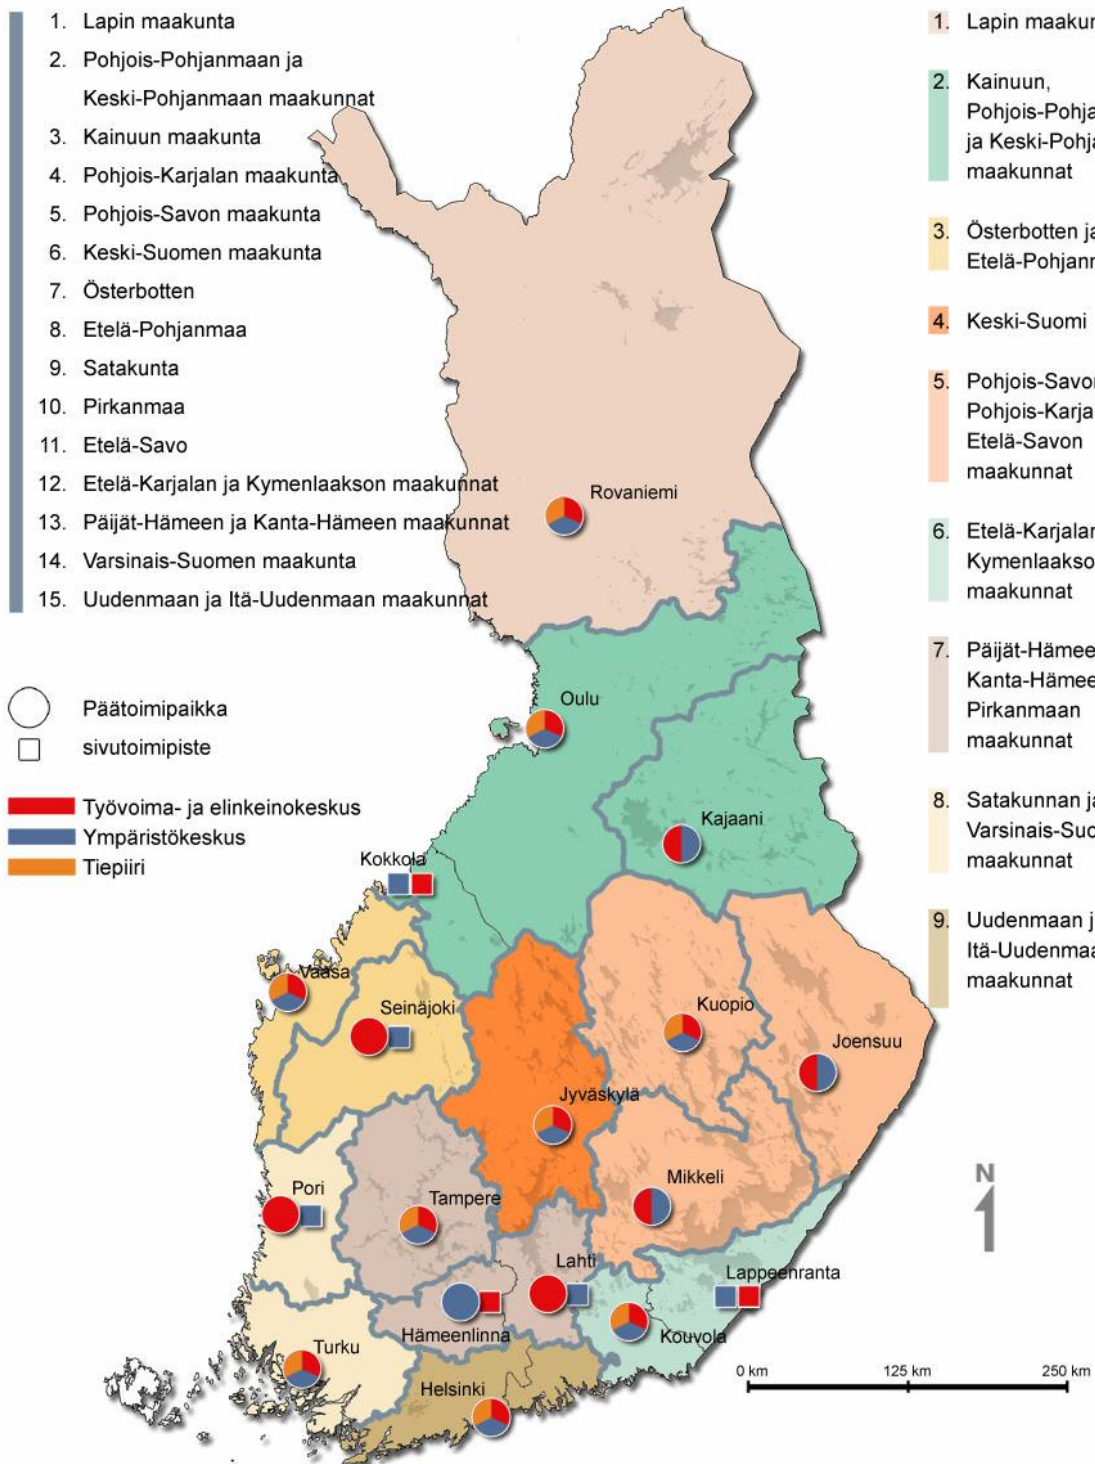 1. Lapin maakunta
2. Pohjois-Pohjanmaan ja
Keski-Pohjanmaan maakunnat
3. Kainuun maakunta
4. Pohjois-Karjalan maakunta
5. Pohjois-Savon maakunta
6. Keski-Suomen maakunta
7. Österbotten
8. Etelä-Pohjanmaa
9. Satakunta
10. Pirkanmaa
11. Etelä-Savo
12. Etelä-Karjalan ja Kymenlaakson maakunnat
13. Päijät-Hämeen ja Kanta-Hämeen maakunnat
14. Varsinais-Suomen maakunta
15. Uudenmaan ja Itä-Uudenmaan maakunnat
Päätoimipaikka
sivutoimipiste
Työvoima- ja elinkeinokeskus
Ympäristökeskus
Tiepiiri
Rovaniemi
Oulu
Kajaani
Kokkola
Vaasa
Seinäjoki
Kuopio
Joensuu
Jyväskylä
Mikkeli
Pori
Tampere
Lahti
Lappeenranta
Hämeenlinna
Kouvola
Turku
Helsinki
N
0 km 125 km 250 km
1. Lapin maakun
2. Kainuun,
Pohjois-Pohja
ja Keski-Pohja
maakunnat
3. Österbotten ja
Etelä-Pohjanm
4. Keski-Suomi
5. Pohjois-Savon
Pohjois-Karja
Etelä-Savon
maakunnat
6. Etelä-Karjalan
Kymenlaakso
maakunnat
7. Päijät-Hämee
Kanta-Hämee
Pirkanmaan
maakunnat
8. Satakunnan ja
Varsinais-Suo
maakunnat
9. Uudenmaan j
Itä-Uudenmaa
maakunnat